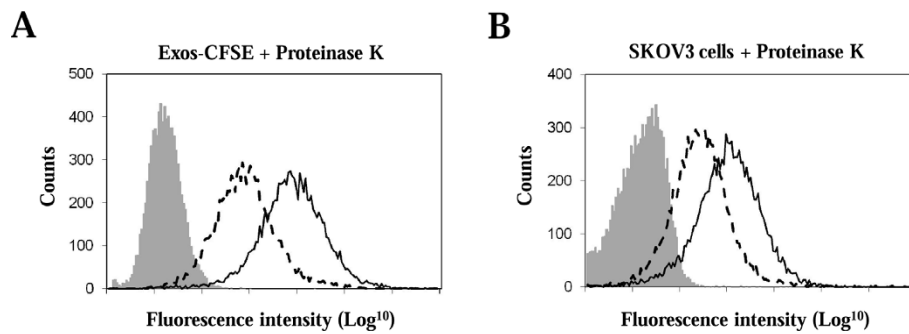 A
Exos-CFSE + Proteinase K
500
400
300
200
100
0
Counts
Fluorescence intensity (Log10)
B
SKOV3 cells + Proteinase K
400
300
200
100
0
Counts
Fluorescence intensity (Log10)